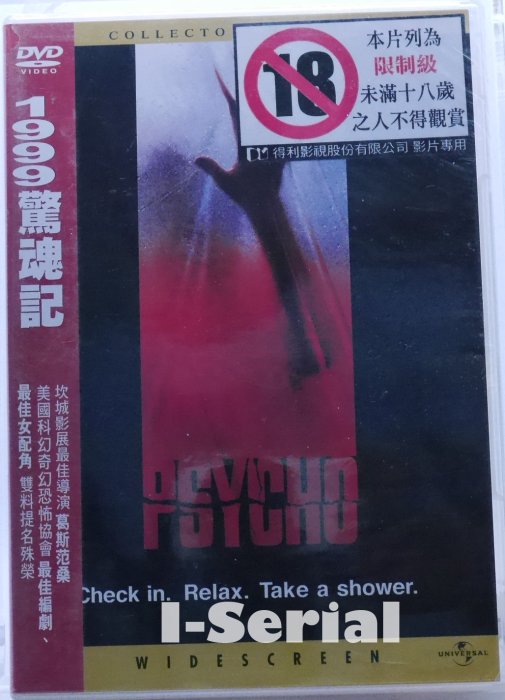 DVD
VIDEO
COLLECTO
18
本片列為
限制級
未滿十八歲
之人不得觀賞
得利影視股份有限公司 影片專用
1999驚魂記
坎城影展最佳導演 葛斯范桑
美國科幻奇幻恐怖協會 最佳編劇、
最佳女配角 雙料提名殊榮
PSYCHO
Check in. Relax. Take a shower.
I-Serial
WIDESCREEN
UNIVERSAL